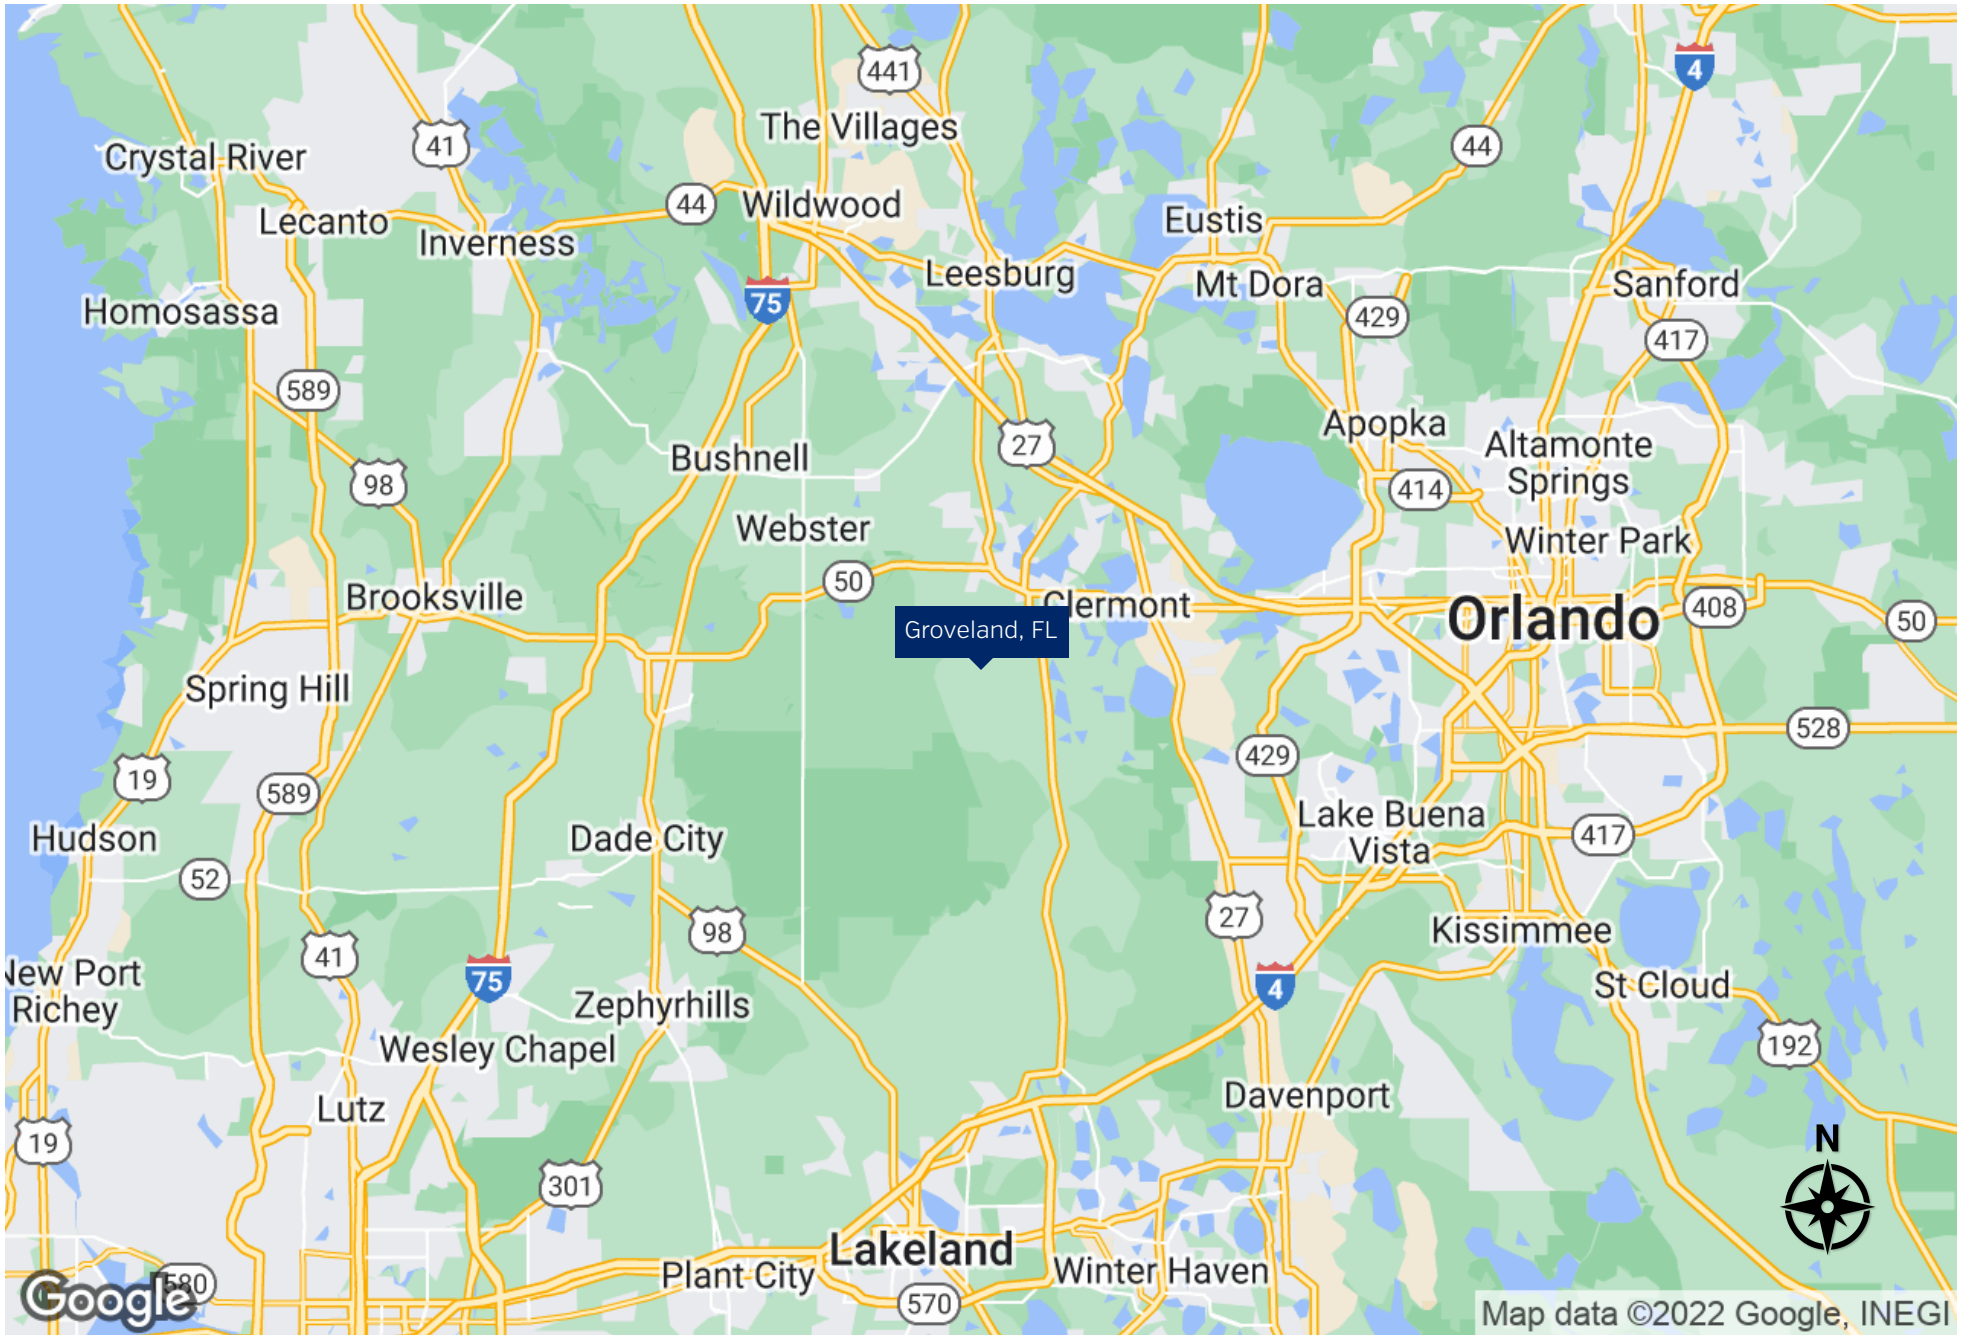 4
441
The Villages
41
44
Crystal River
44
Wildwood
Lecanto
Eustis
Inverness
Leesburg
Mt Dora
Sanford
75
Homosassa
429
417
589
Apopka
27
Altamonte
Springs
Bushnell
98
414
Webster
Winter Park
50
Brooksville
Clermont
408
Orlando
50
Groveland, FL
Spring Hill
528
429
19
589
Lake Buena
Vista
417
Hudson
Dade City
52
27
98
Kissimmee
41
New Port
Richey
75
4
St Cloud
Zephyrhills
192
Wesley Chapel
Davenport
Lutz
N
19
301
Lakeland
Plant City
Winter Haven
580
Google
570
Map data ©2022 Google, INEGI